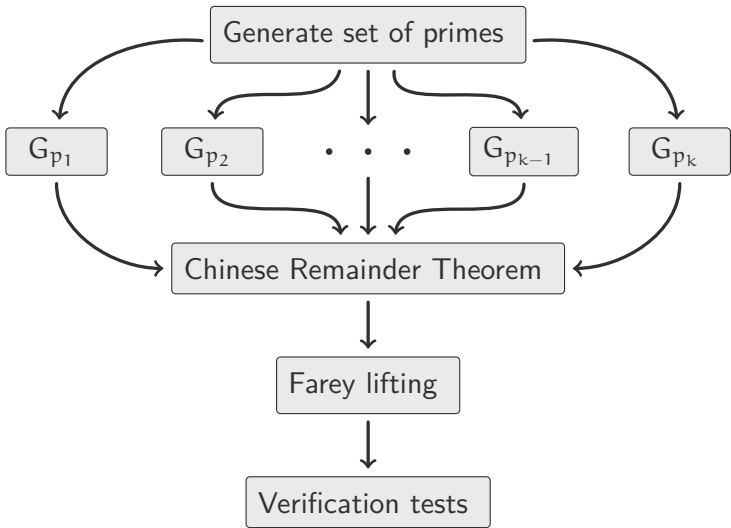 Generate set of primes
G_{p_1} G_{p_2} . . . G_{p_{k-1}} G_{p_k}
Chinese Remainder Theorem
Farey lifting
Verification tests